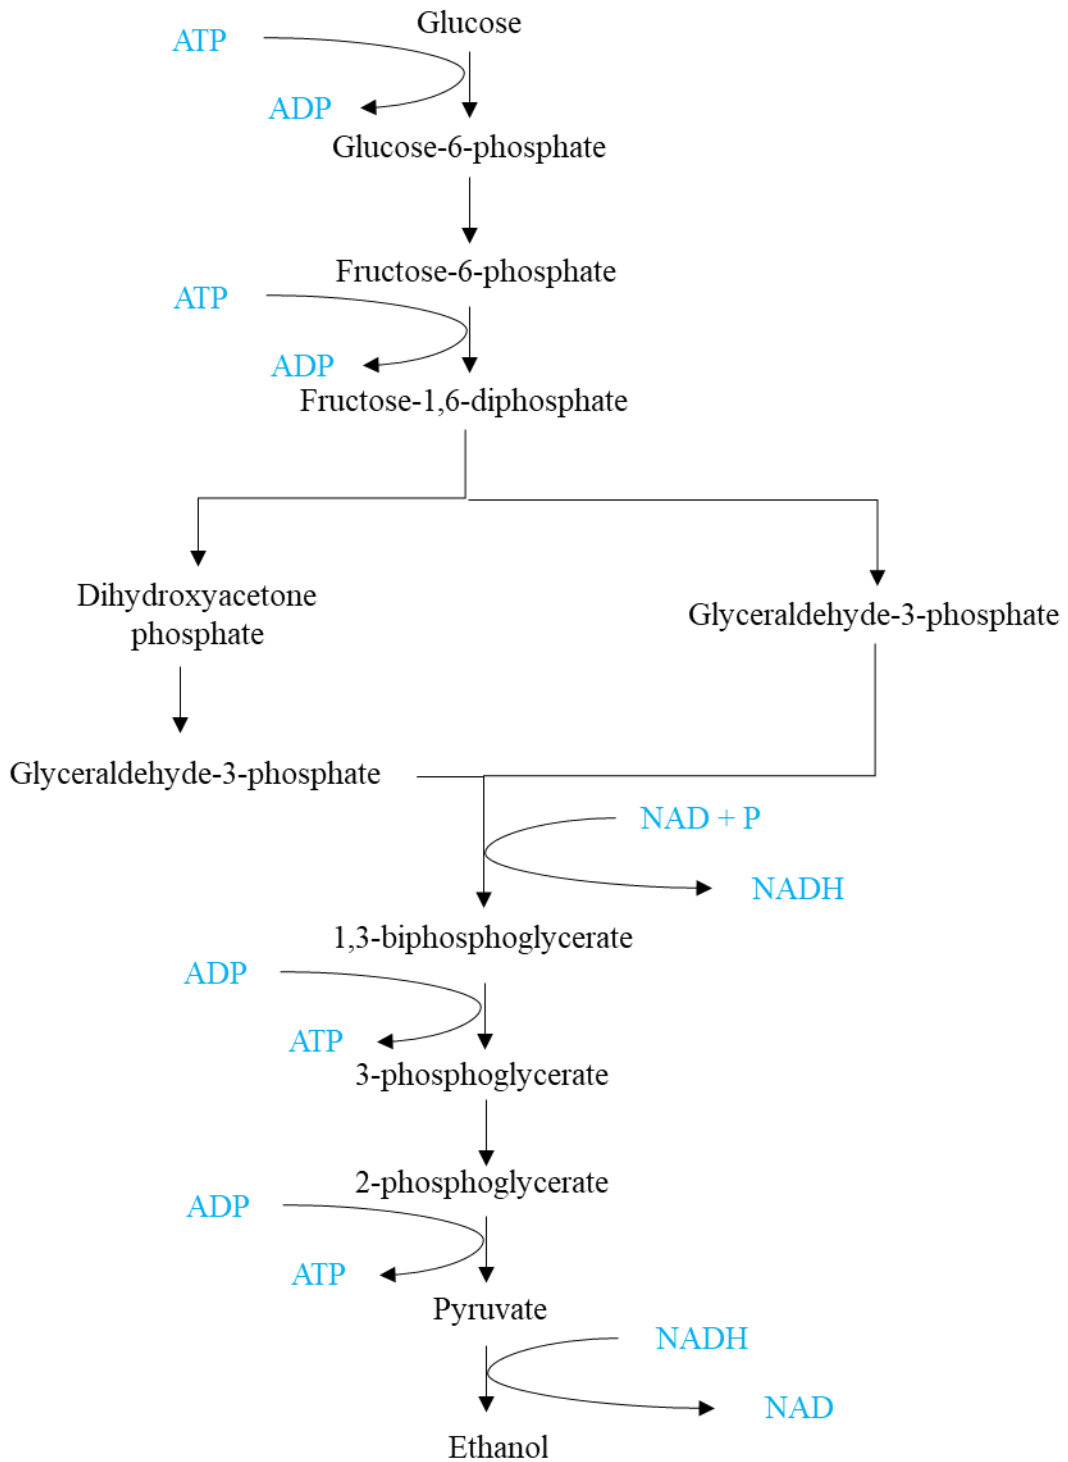 Glucose
ATP
ADP
Glucose-6-phosphate
Fructose-6-phosphate
ATP
ADP
Fructose-1,6-diphosphate
Dihydroxyacetone
phosphate
Glyceraldehyde-3-phosphate
Glyceraldehyde-3-phosphate
NAD + P
NADH
1,3-biphosphoglycerate
ADP
ATP
3-phosphoglycerate
2-phosphoglycerate
ADP
ATP
Pyruvate
NADH
NAD
Ethanol